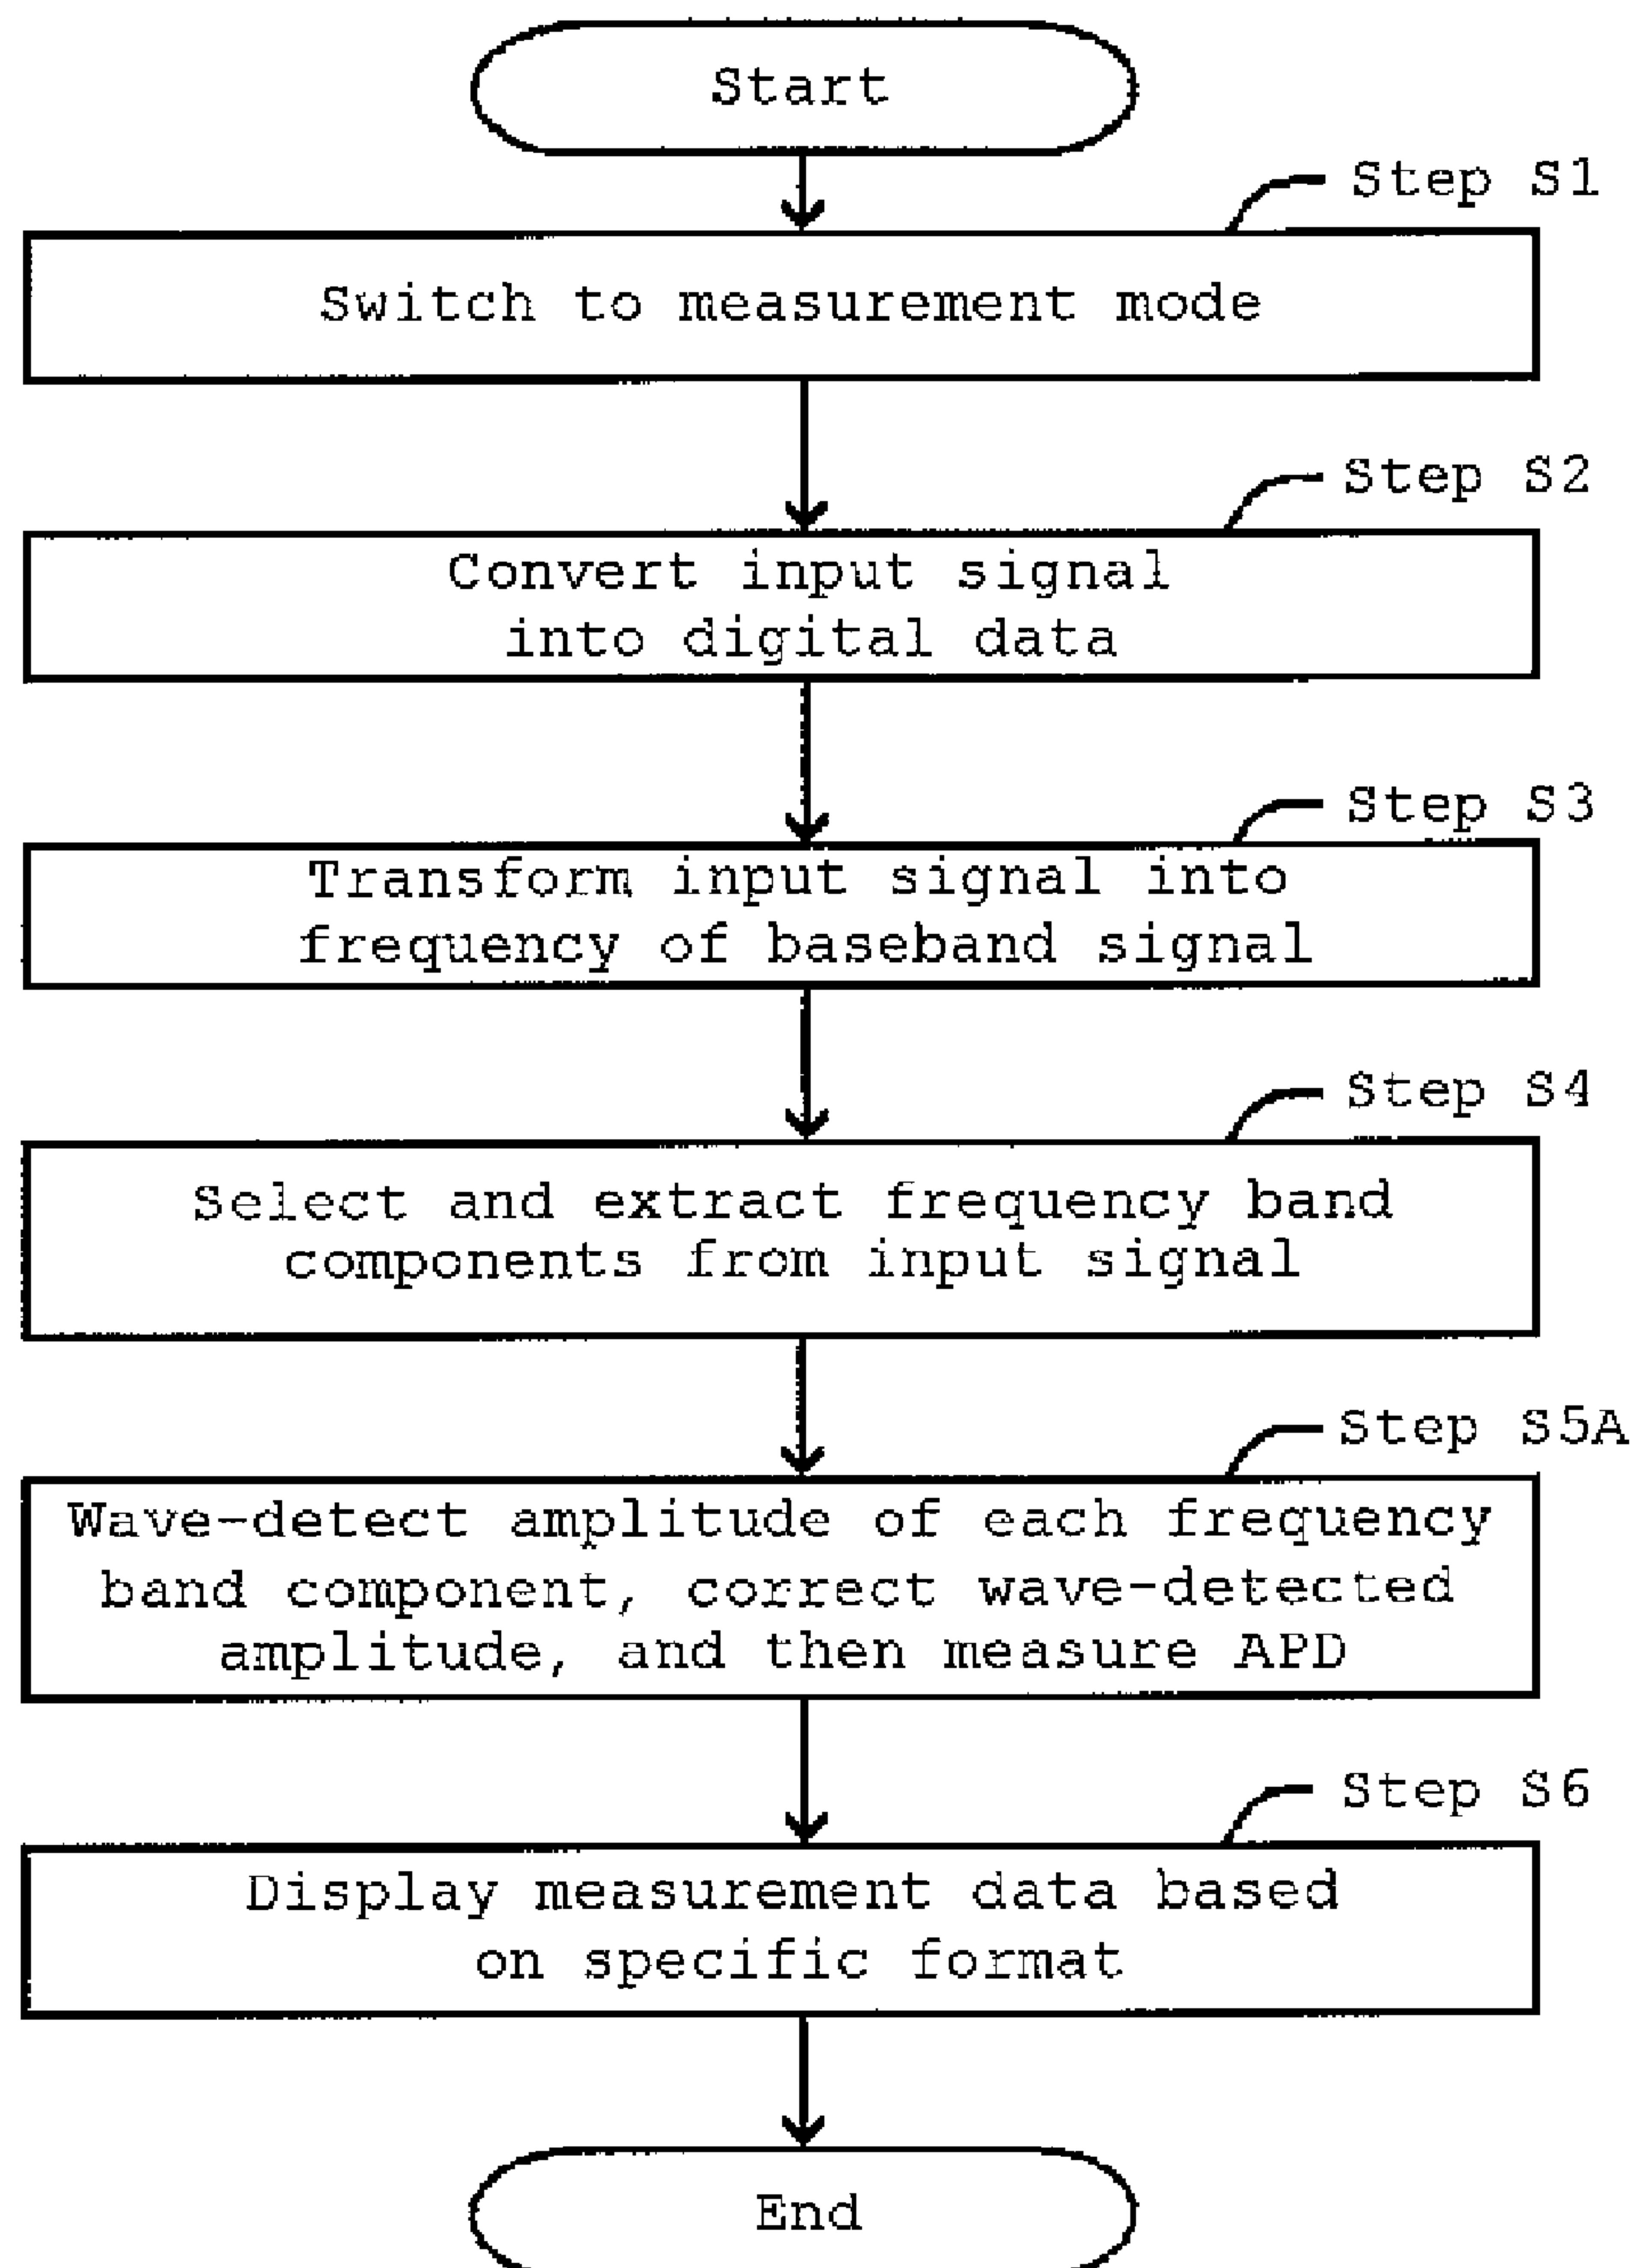 Start
Step S1
Switch to measurement mode
Step S2
Convert input signal
into digital data
Step S3
Transform input signal into
frequency of baseband signal
Step S4
Select and extract frequency band
components from input signal
Step S5A
Wave-detect amplitude of each frequency
band component, correct wave-detected
amplitude, and then measure APD
Step S6
Display measurement data based
on specific format
End